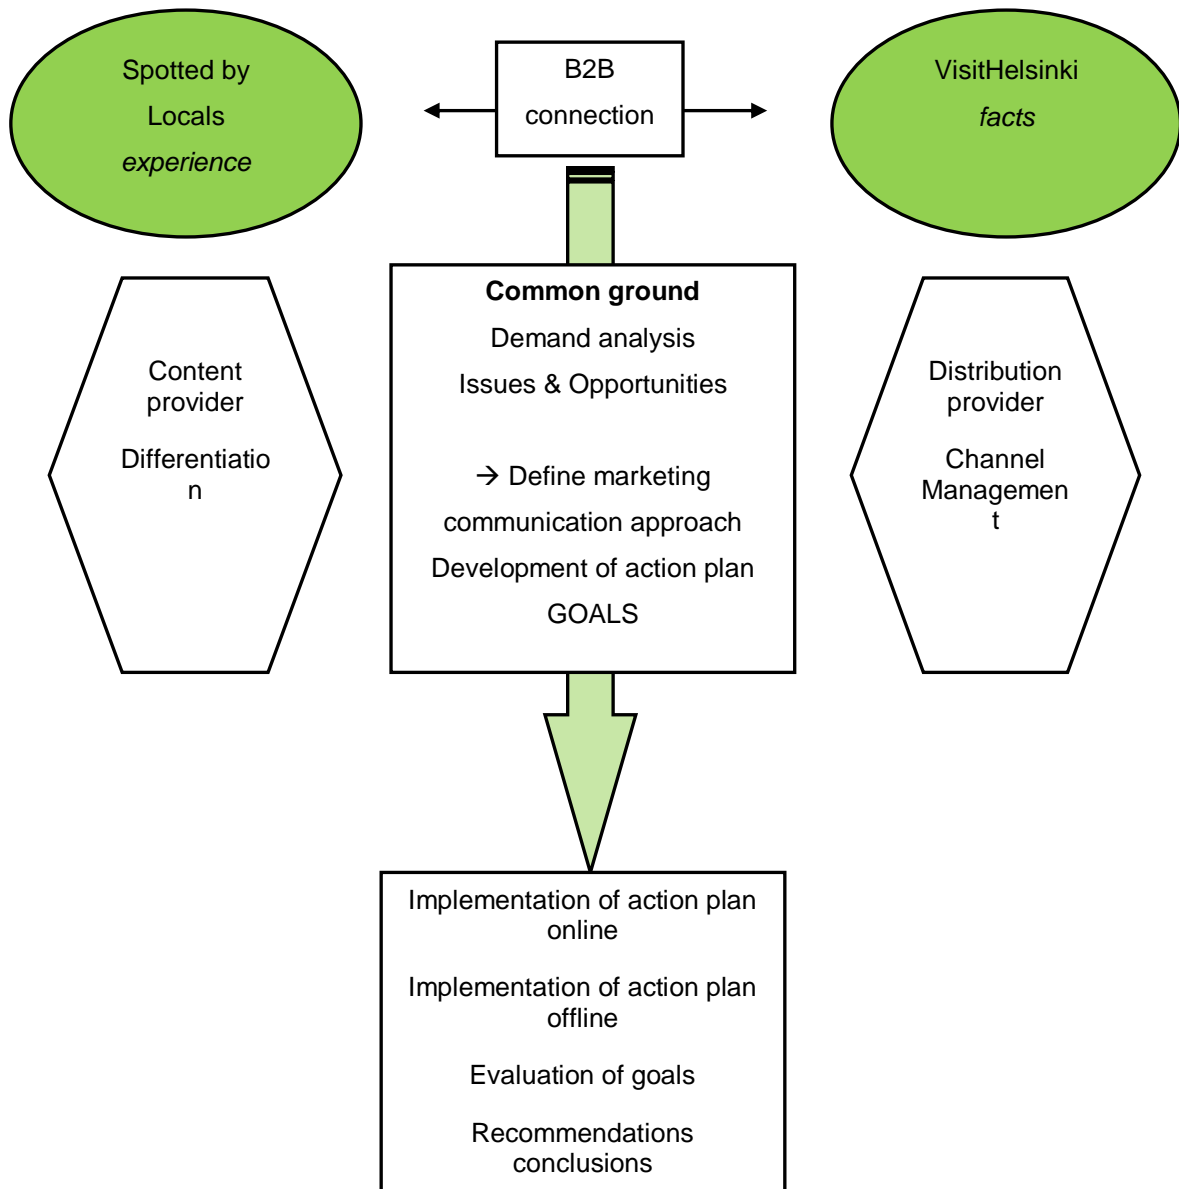 Spotted by
Locals
experience
B2B
connection
VisitHelsinki
facts
Content
provider
Differentiatio
n
Common ground
Demand analysis
Issues & Opportunities
→ Define marketing
communication approach
Development of action plan
GOALS
Distribution
provider
Channel
Managemen
t
Implementation of action plan
online
Implementation of action plan
offline
Evaluation of goals
Recommendations
conclusions